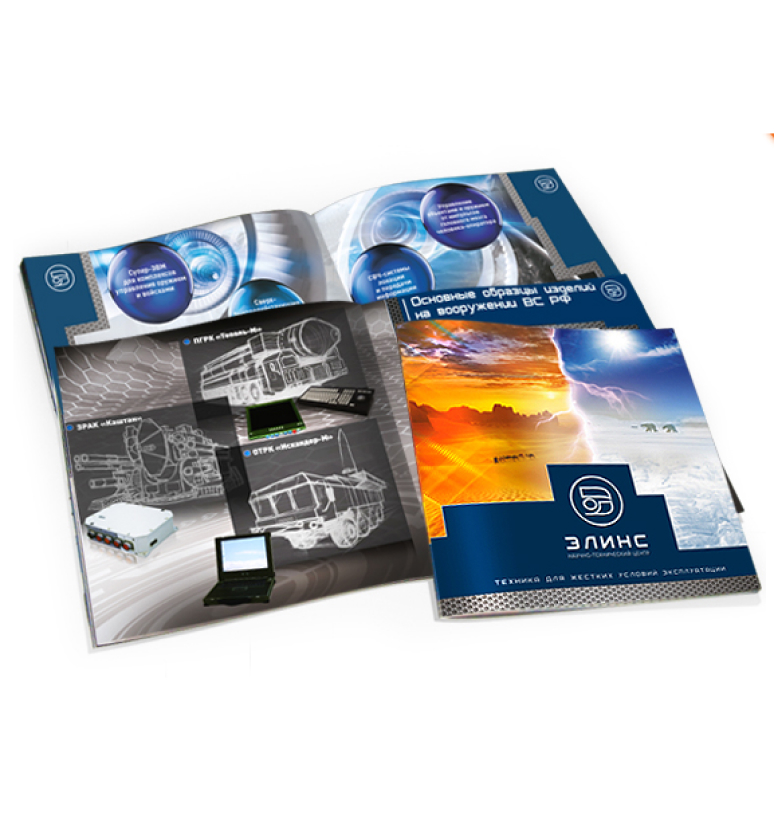 Управление
объектами и оружием
от импульсов
головного мозга
человека-оператора
Супер-ЭВМ
для комплексов
управления оружием
и войсками
СВЧ-системы
локации
и передачи
информации
Сверх-
Основные образцы изделий
на вооружении ВС РФ
ПГРК «Тополь-М»
ЗРАК «Каштан»
ОТРК «Искандер-М»
ЭЛИНС
НАУЧНО-ТЕХНИЧЕСКИЙ ЦЕНТР
ТЕХНИКА ДЛЯ ЖЕСТКИХ УСЛОВИЙ ЭКСПЛУАТАЦИИ